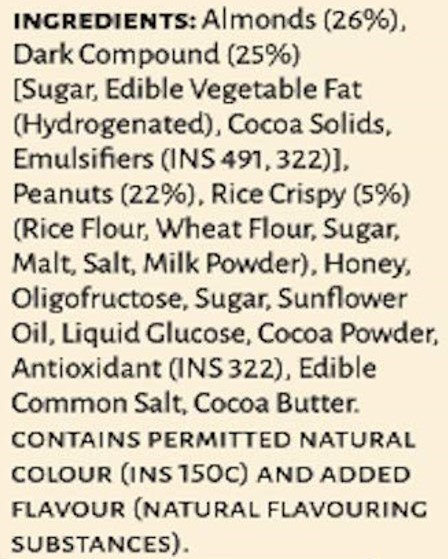 INGREDIENTS: Almonds (26%),
Dark Compound (25%)
[Sugar, Edible Vegetable Fat
(Hydrogenated), Cocoa Solids,
Emulsifiers (INS 491, 322)],
Peanuts (22%), Rice Crispy (5%)
(Rice Flour, Wheat Flour, Sugar,
Malt, Salt, Milk Powder), Honey,
Oligofructose, Sugar, Sunflower
Oil, Liquid Glucose, Cocoa Powder,
Antioxidant (INS 322), Edible
Common Salt, Cocoa Butter.
CONTAINS PERMITTED NATURAL
COLOUR (INS 150C) AND ADDED
FLAVOUR (NATURAL FLAVOURING
SUBSTANCES).